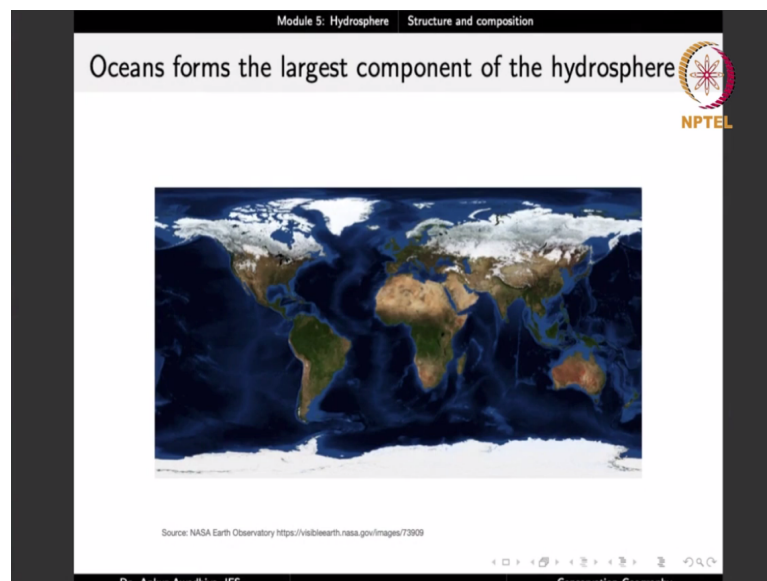 Module 5: Hydrosphere Structure and composition
Oceans forms the largest component of the hydrosphere
NPTEL
Source: NASA Earth Observatory https://visibleearth.nasa.gov/images/73909